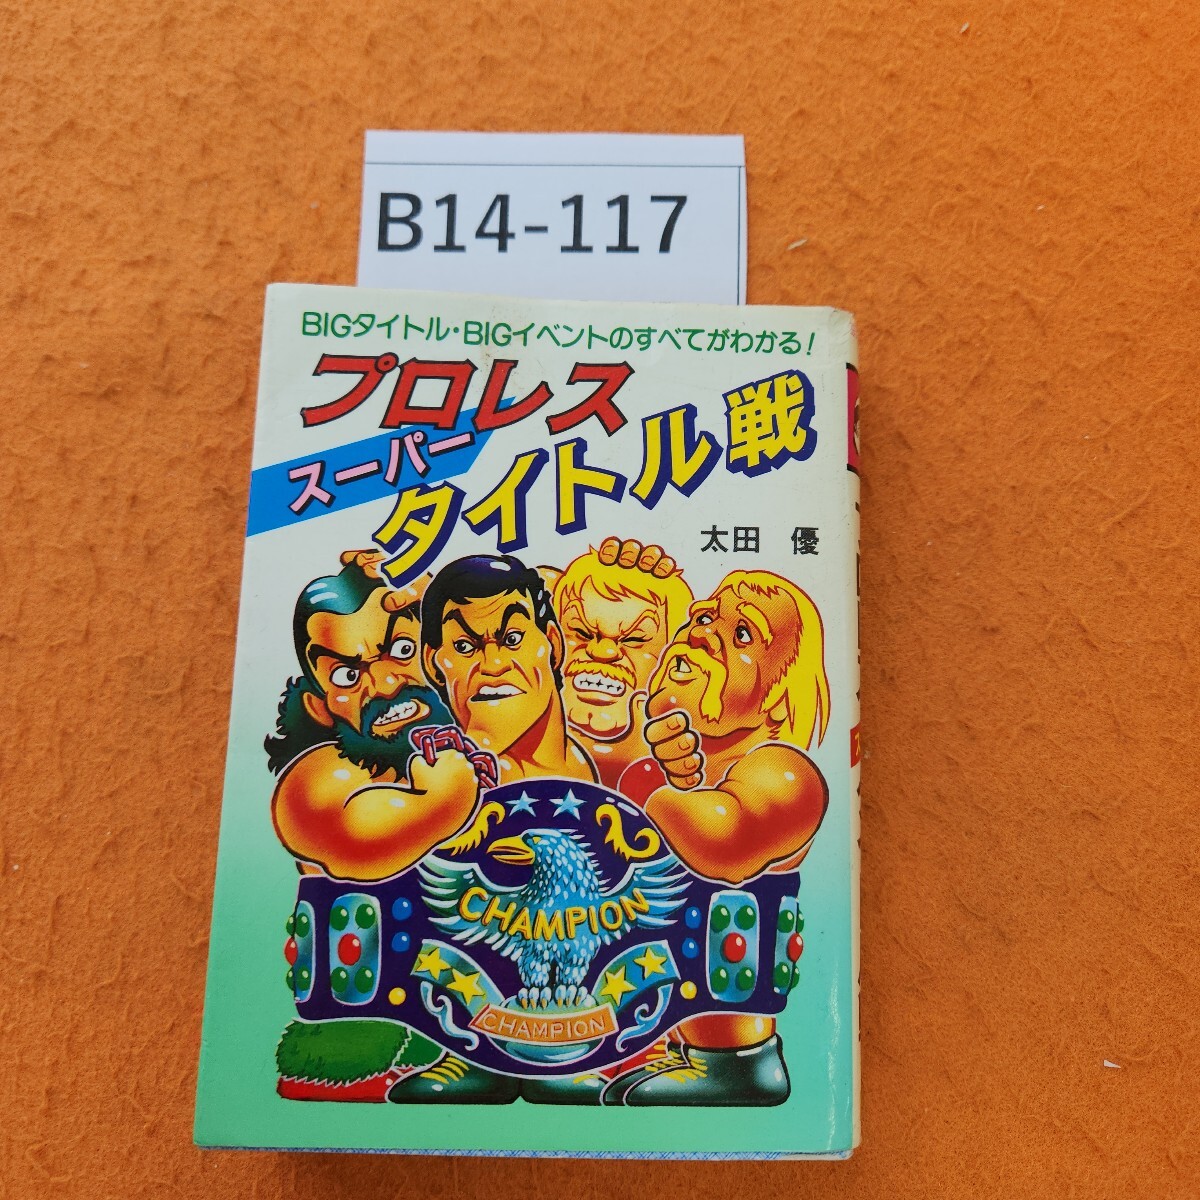 B14-117
BIGタイトル・BIGイベントのすべてがわかる!
プロレス
スーパー
タイトル戦
太田 優
CHAMPION
CHAMPION